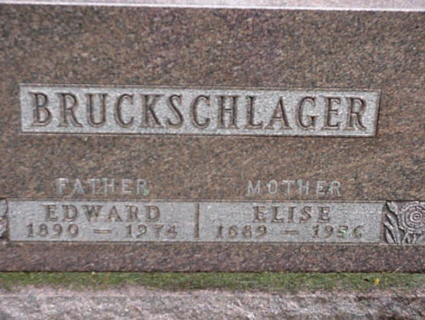 BRUCKSCHLAGER
FATHER MOTHER
EDWARD ELISE
1890 — 1974 1889 — 1956